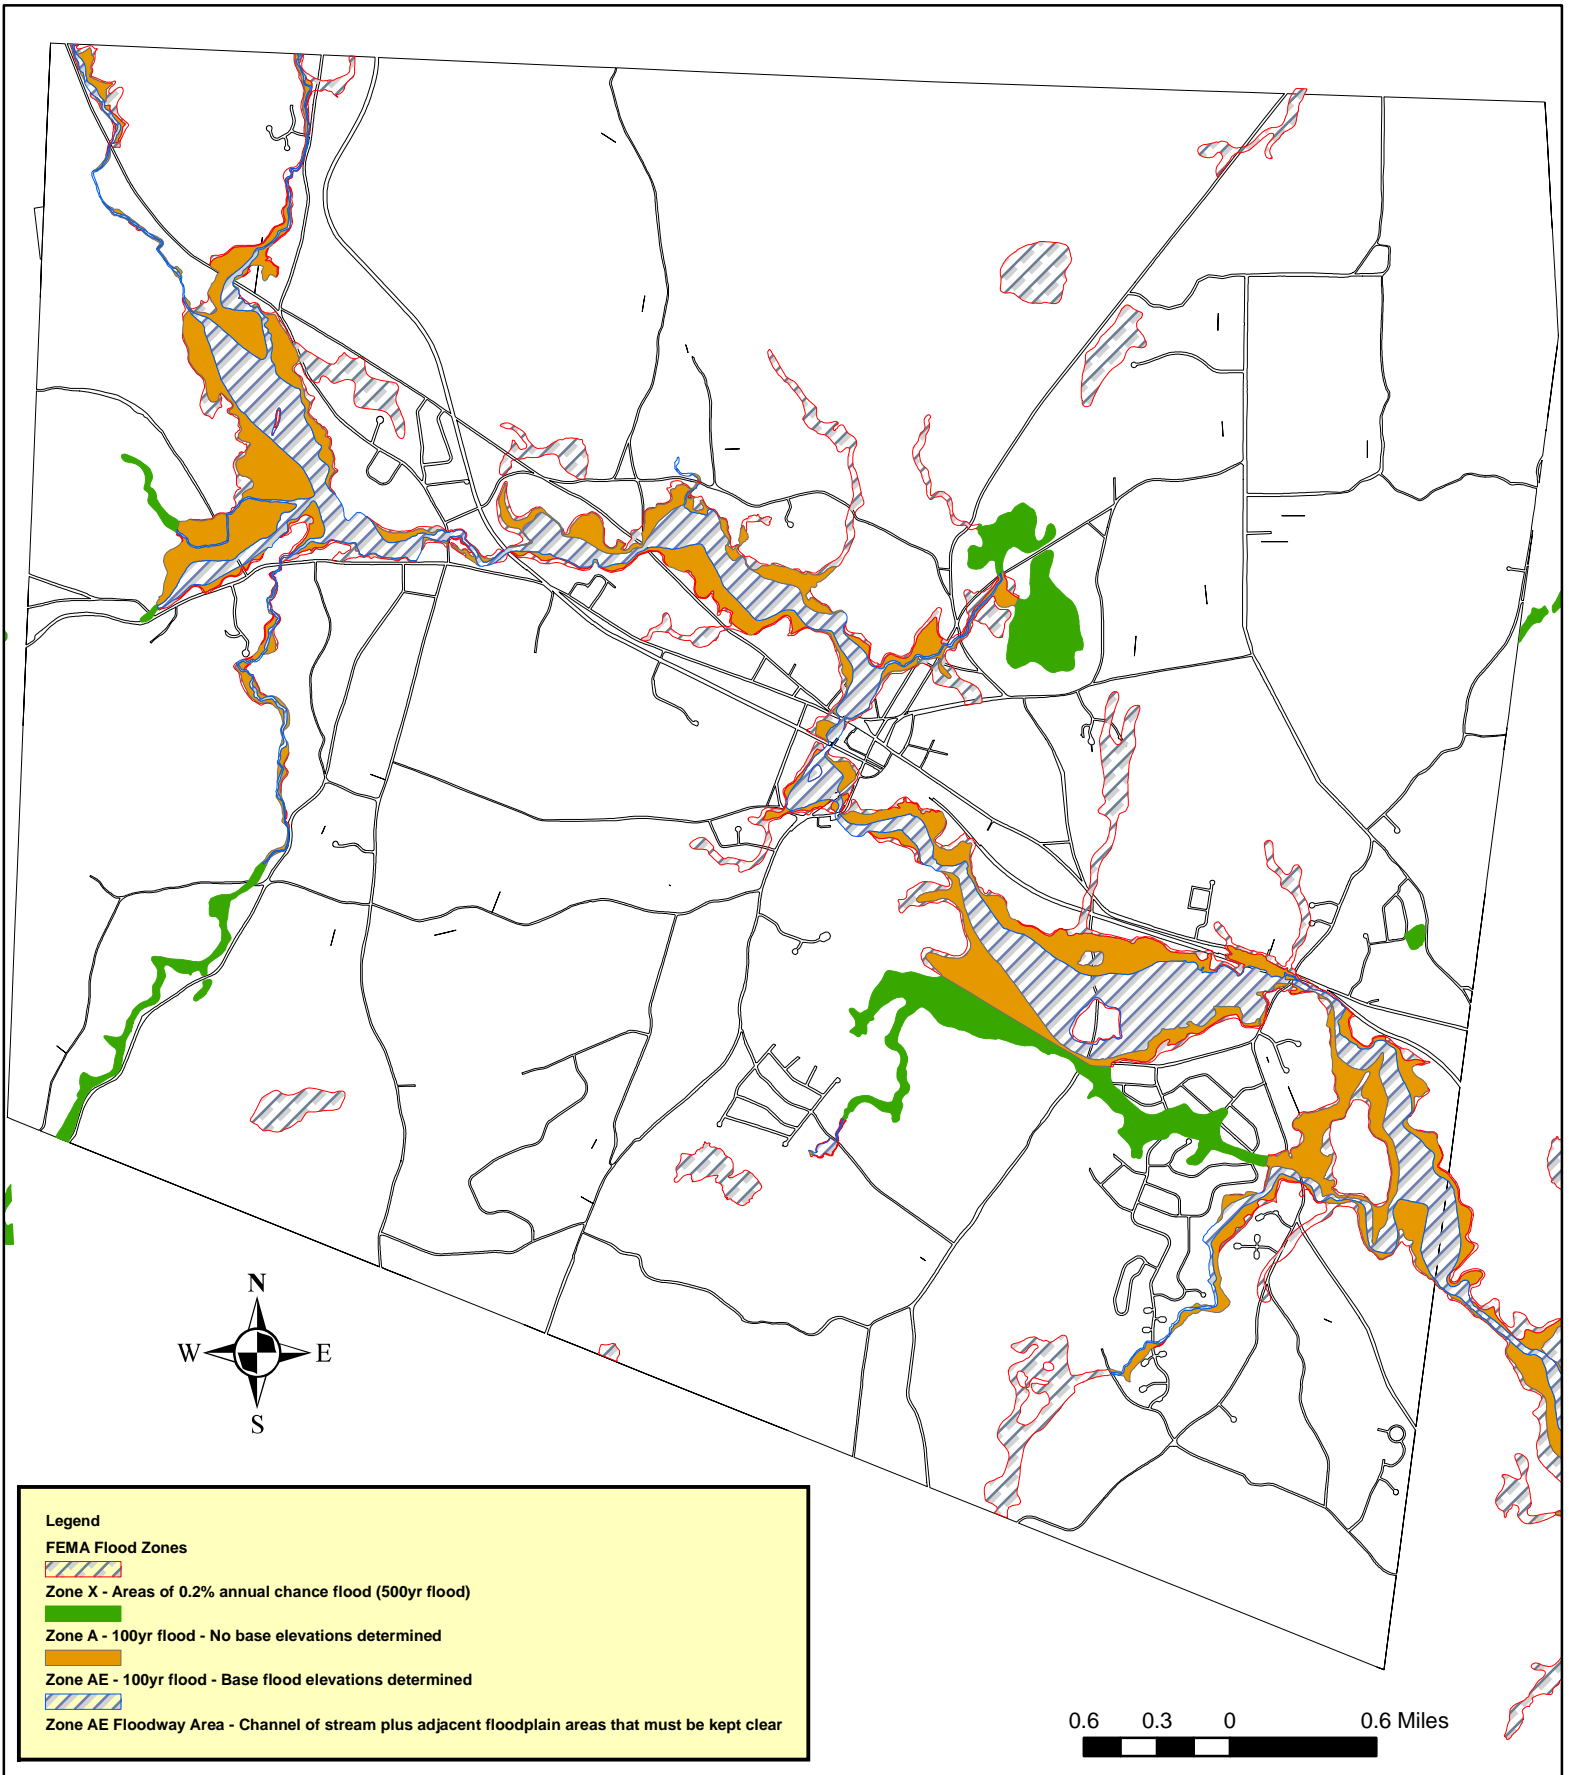 N
W E
S
Legend
FEMA Flood Zones
Zone X - Areas of 0.2% annual chance flood (500yr flood)
Zone A - 100yr flood - No base elevations determined
Zone AE - 100yr flood - Base flood elevations determined
Zone AE Floodway Area - Channel of stream plus adjacent floodplain areas that must be kept clear
0.6 0.3 0 0.6 Miles